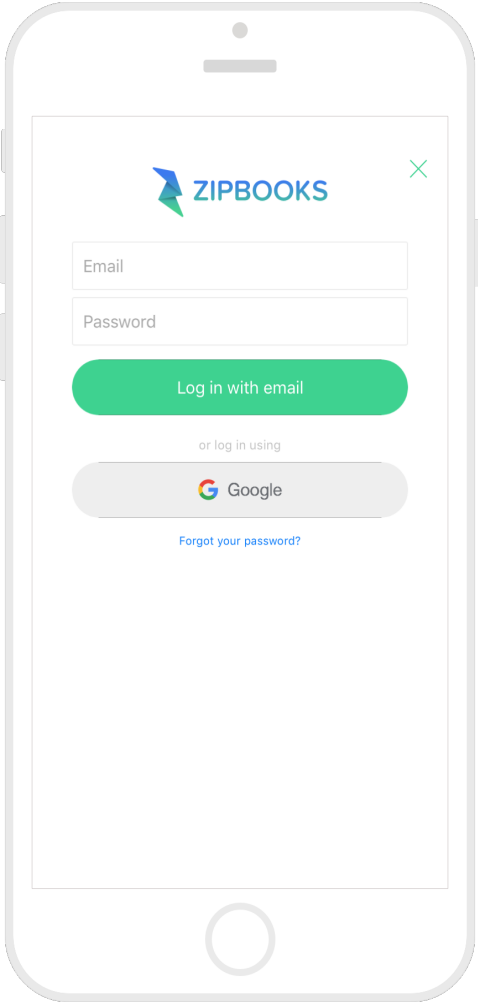 ZIPBOOKS
Email
Password
Log in with email
or log in using
Google
Forgot your password?